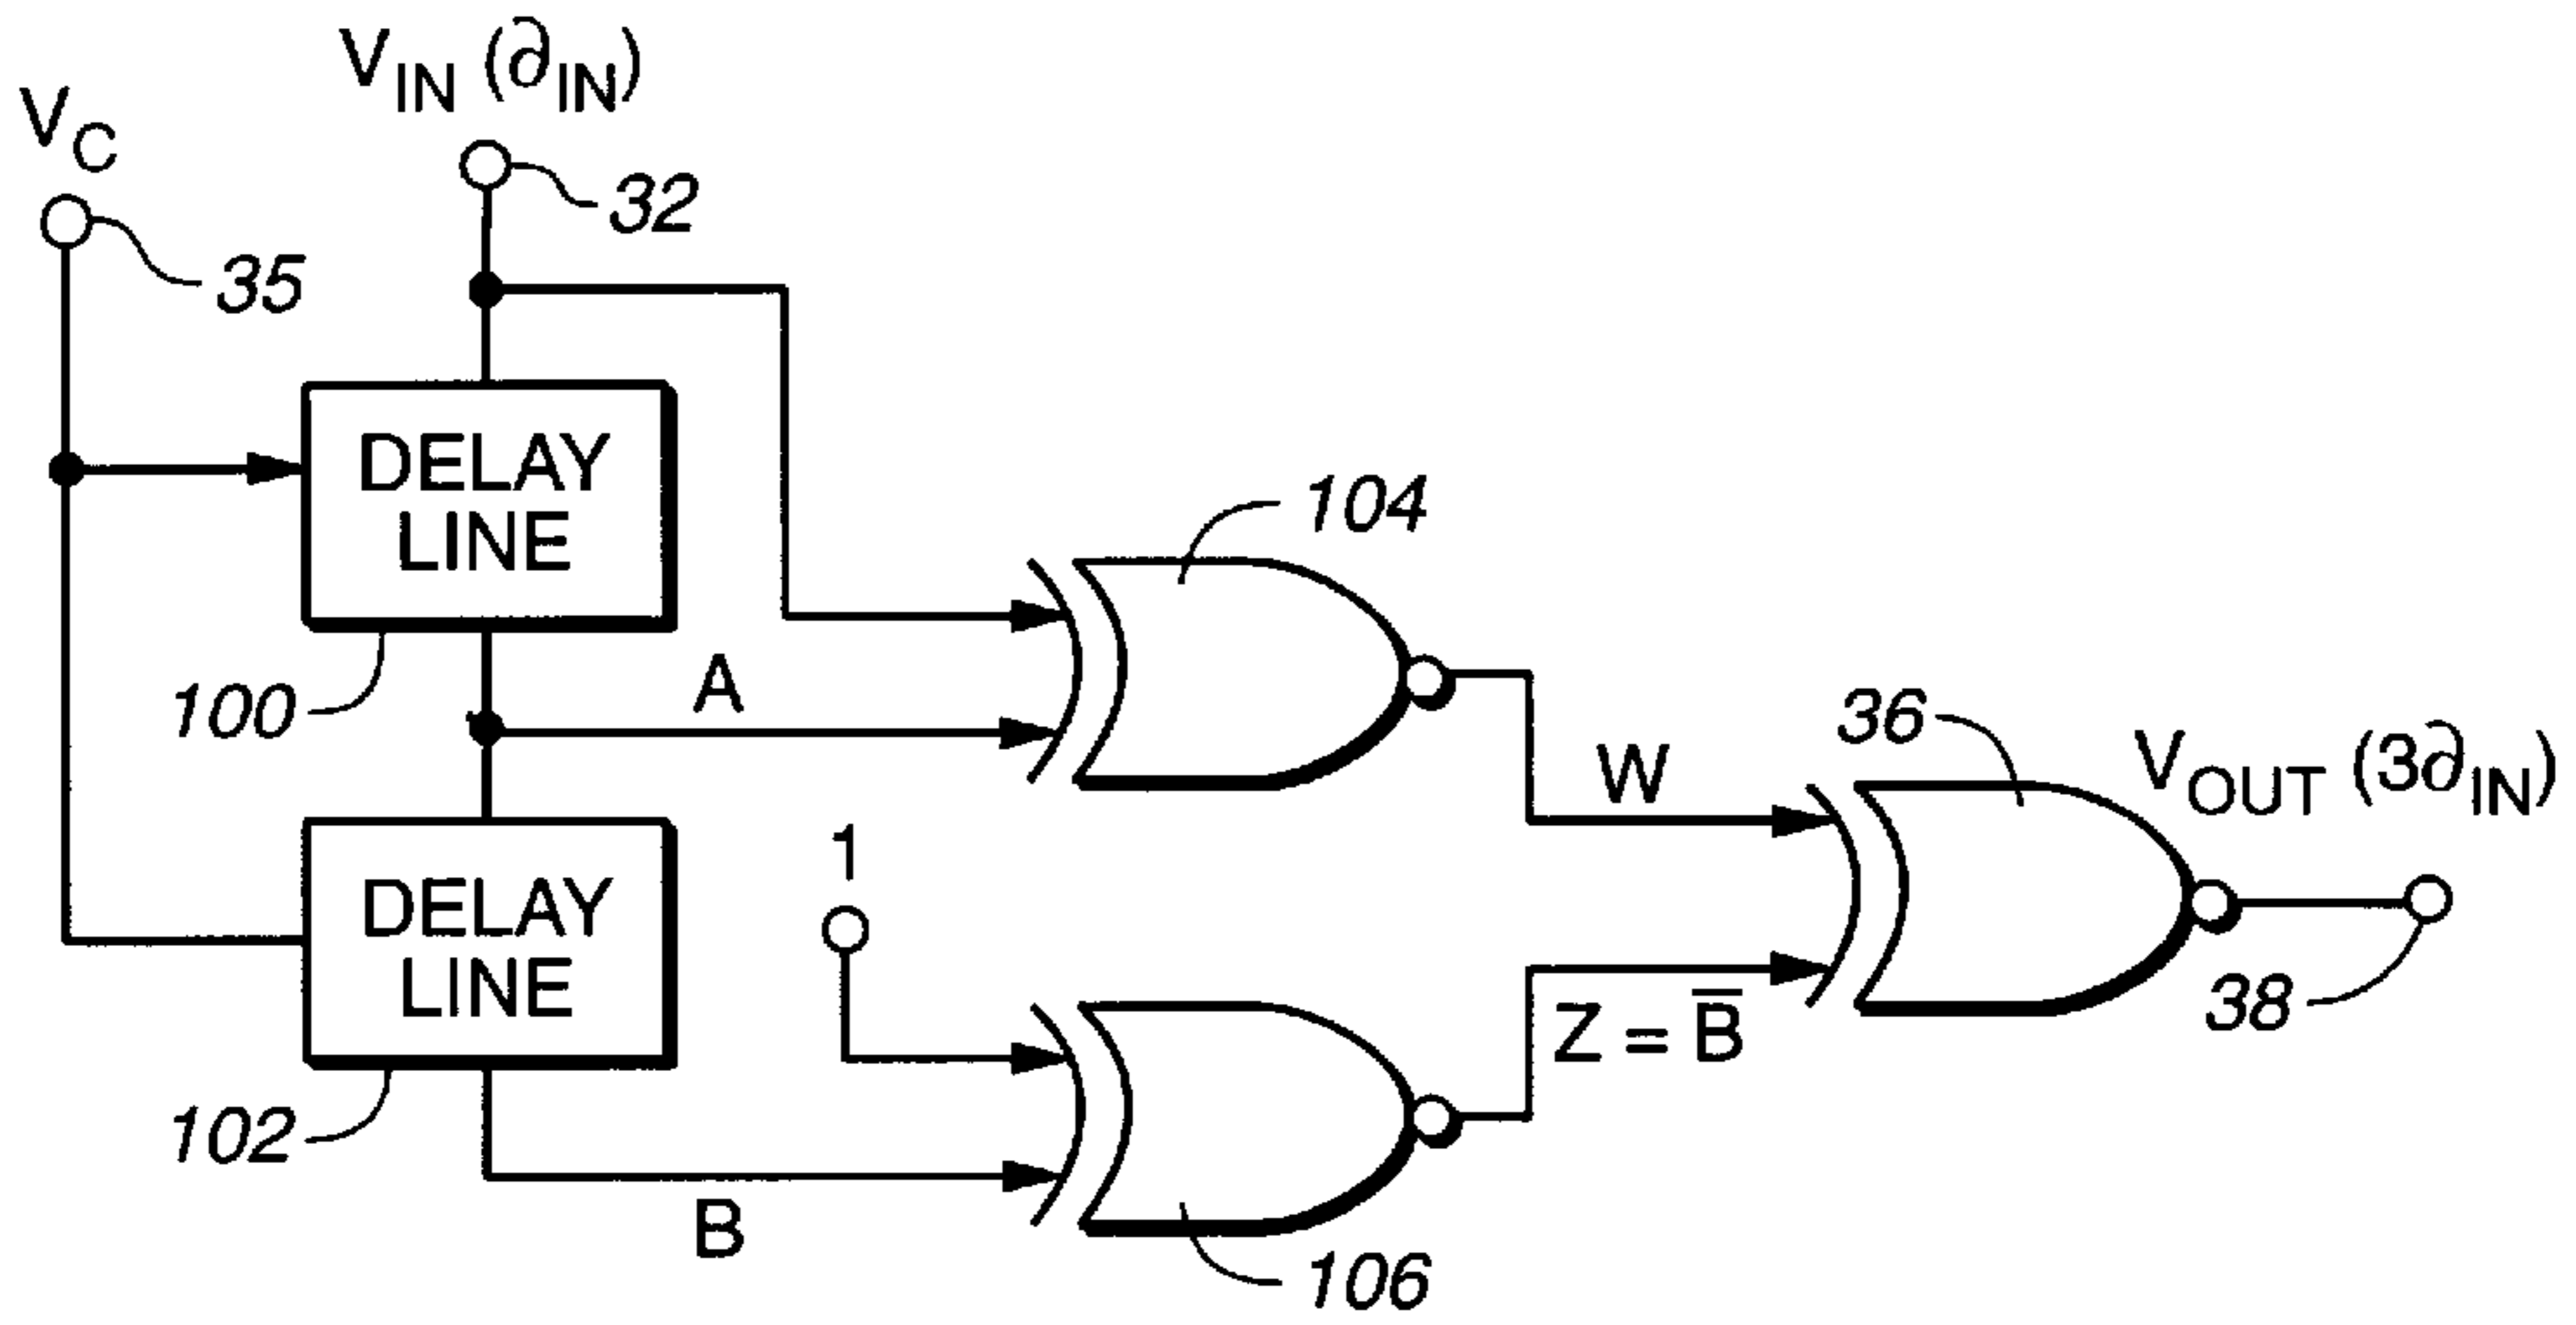 V_IN (∂_IN)
V_C
32
35
DELAY
LINE
104
100
A
36
V_OUT (3∂_IN)
W
1
DELAY
LINE
Z = B̅
38
102
B
106